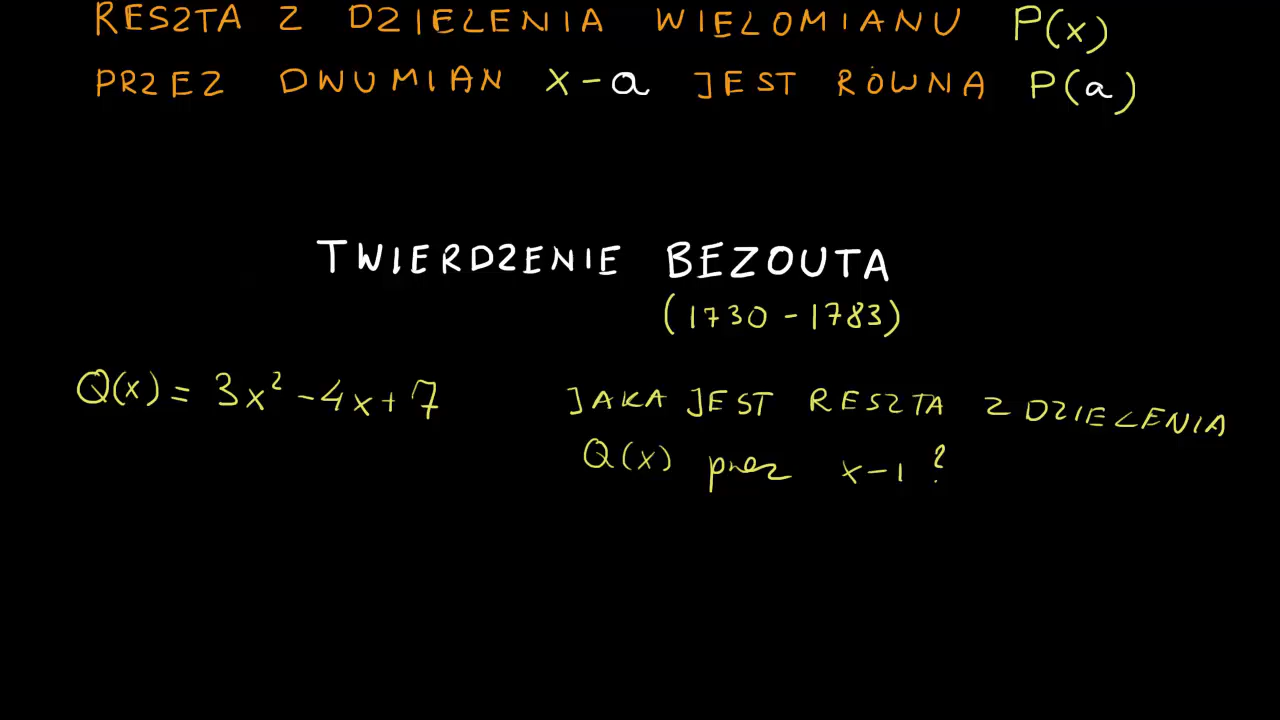 RESZTA Z DZIELENIA WIELOMIANU P(x)
PRZEZ DWUMIAN x-a JEST RÓWNA P(a)
TWIERDZENIE BEZOUTA
(1730 - 1783)
Q(x) = 3x² - 4x + 7
JAKA JEST RESZTA Z DZIELENIA
Q(x) przez x-1 ?